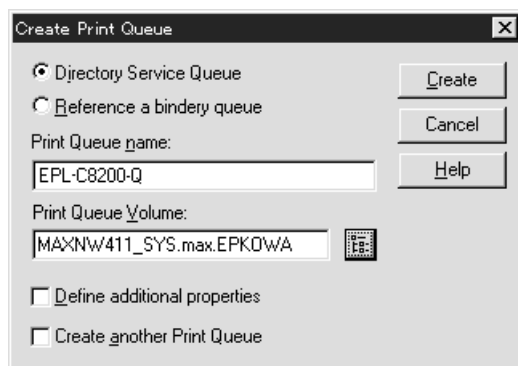 Create Print Queue
Directory Service Queue
Reference a bindery queue
Print Queue name:
EPL-C8200-Q
Print Queue Volume:
MAXNW411_SYS.max.EPKOWA
Define additional properties
Create another Print Queue
Create
Cancel
Help